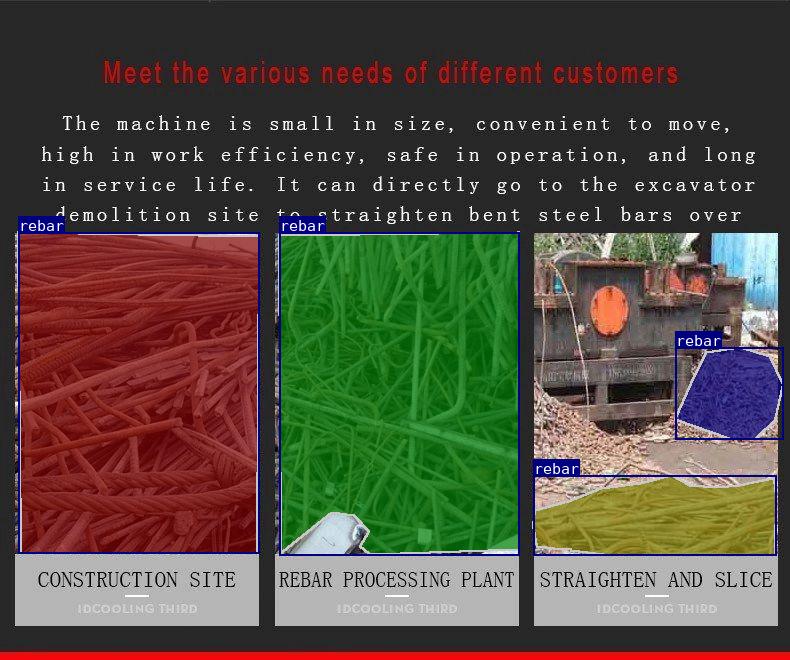 Meet the various needs of different customers
The machine is small in size, convenient to move,
high in work efficiency, safe in operation, and long
in service life. It can directly go to the excavator
demolition site to straighten bent steel bars over
rebar
rebar
rebar
rebar
CONSTRUCTION SITE
REBAR PROCESSING PLANT
STRAIGHTEN AND SLICE
IDCOOLING THIRD
IDCOOLING THIRD
IDCOOLING THIRD